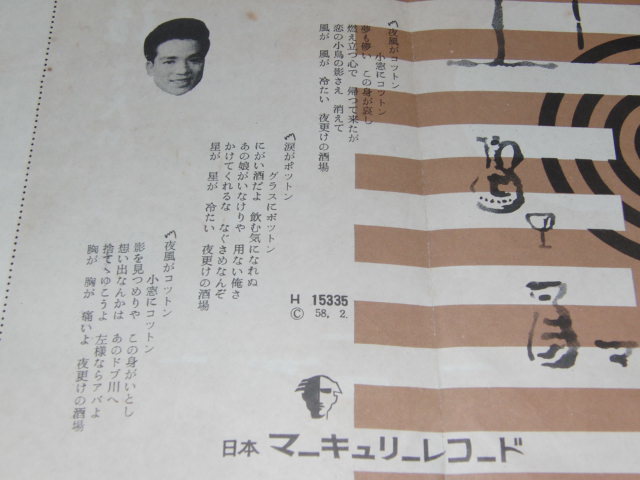 〽夜風がコットン
小窓にコットン
夢も儚い この身が哀し
燃え立つ心で 帰つて来たが
恋の小鳥の影さえ 消えて
風が 風が 冷たい 夜更けの酒場
〽涙がポットン
グラスにポットン
にがい酒だよ 飲む気になれぬ
あの娘がいなけりや 用ない俺さ
かけてくれるな なぐさめなんぞ
星が 星が 冷たい 夜更けの酒場
〽夜風がコットン
小窓にコットン
影を見つめりや この身がいとし
想い出なんかは あのドブ川へ
捨てゝゆこうよ 左様ならアバよ
胸が 胸が 痛いよ 夜更けの酒場
H 15335
© 58. 2.
日本 マーキュリーレコード